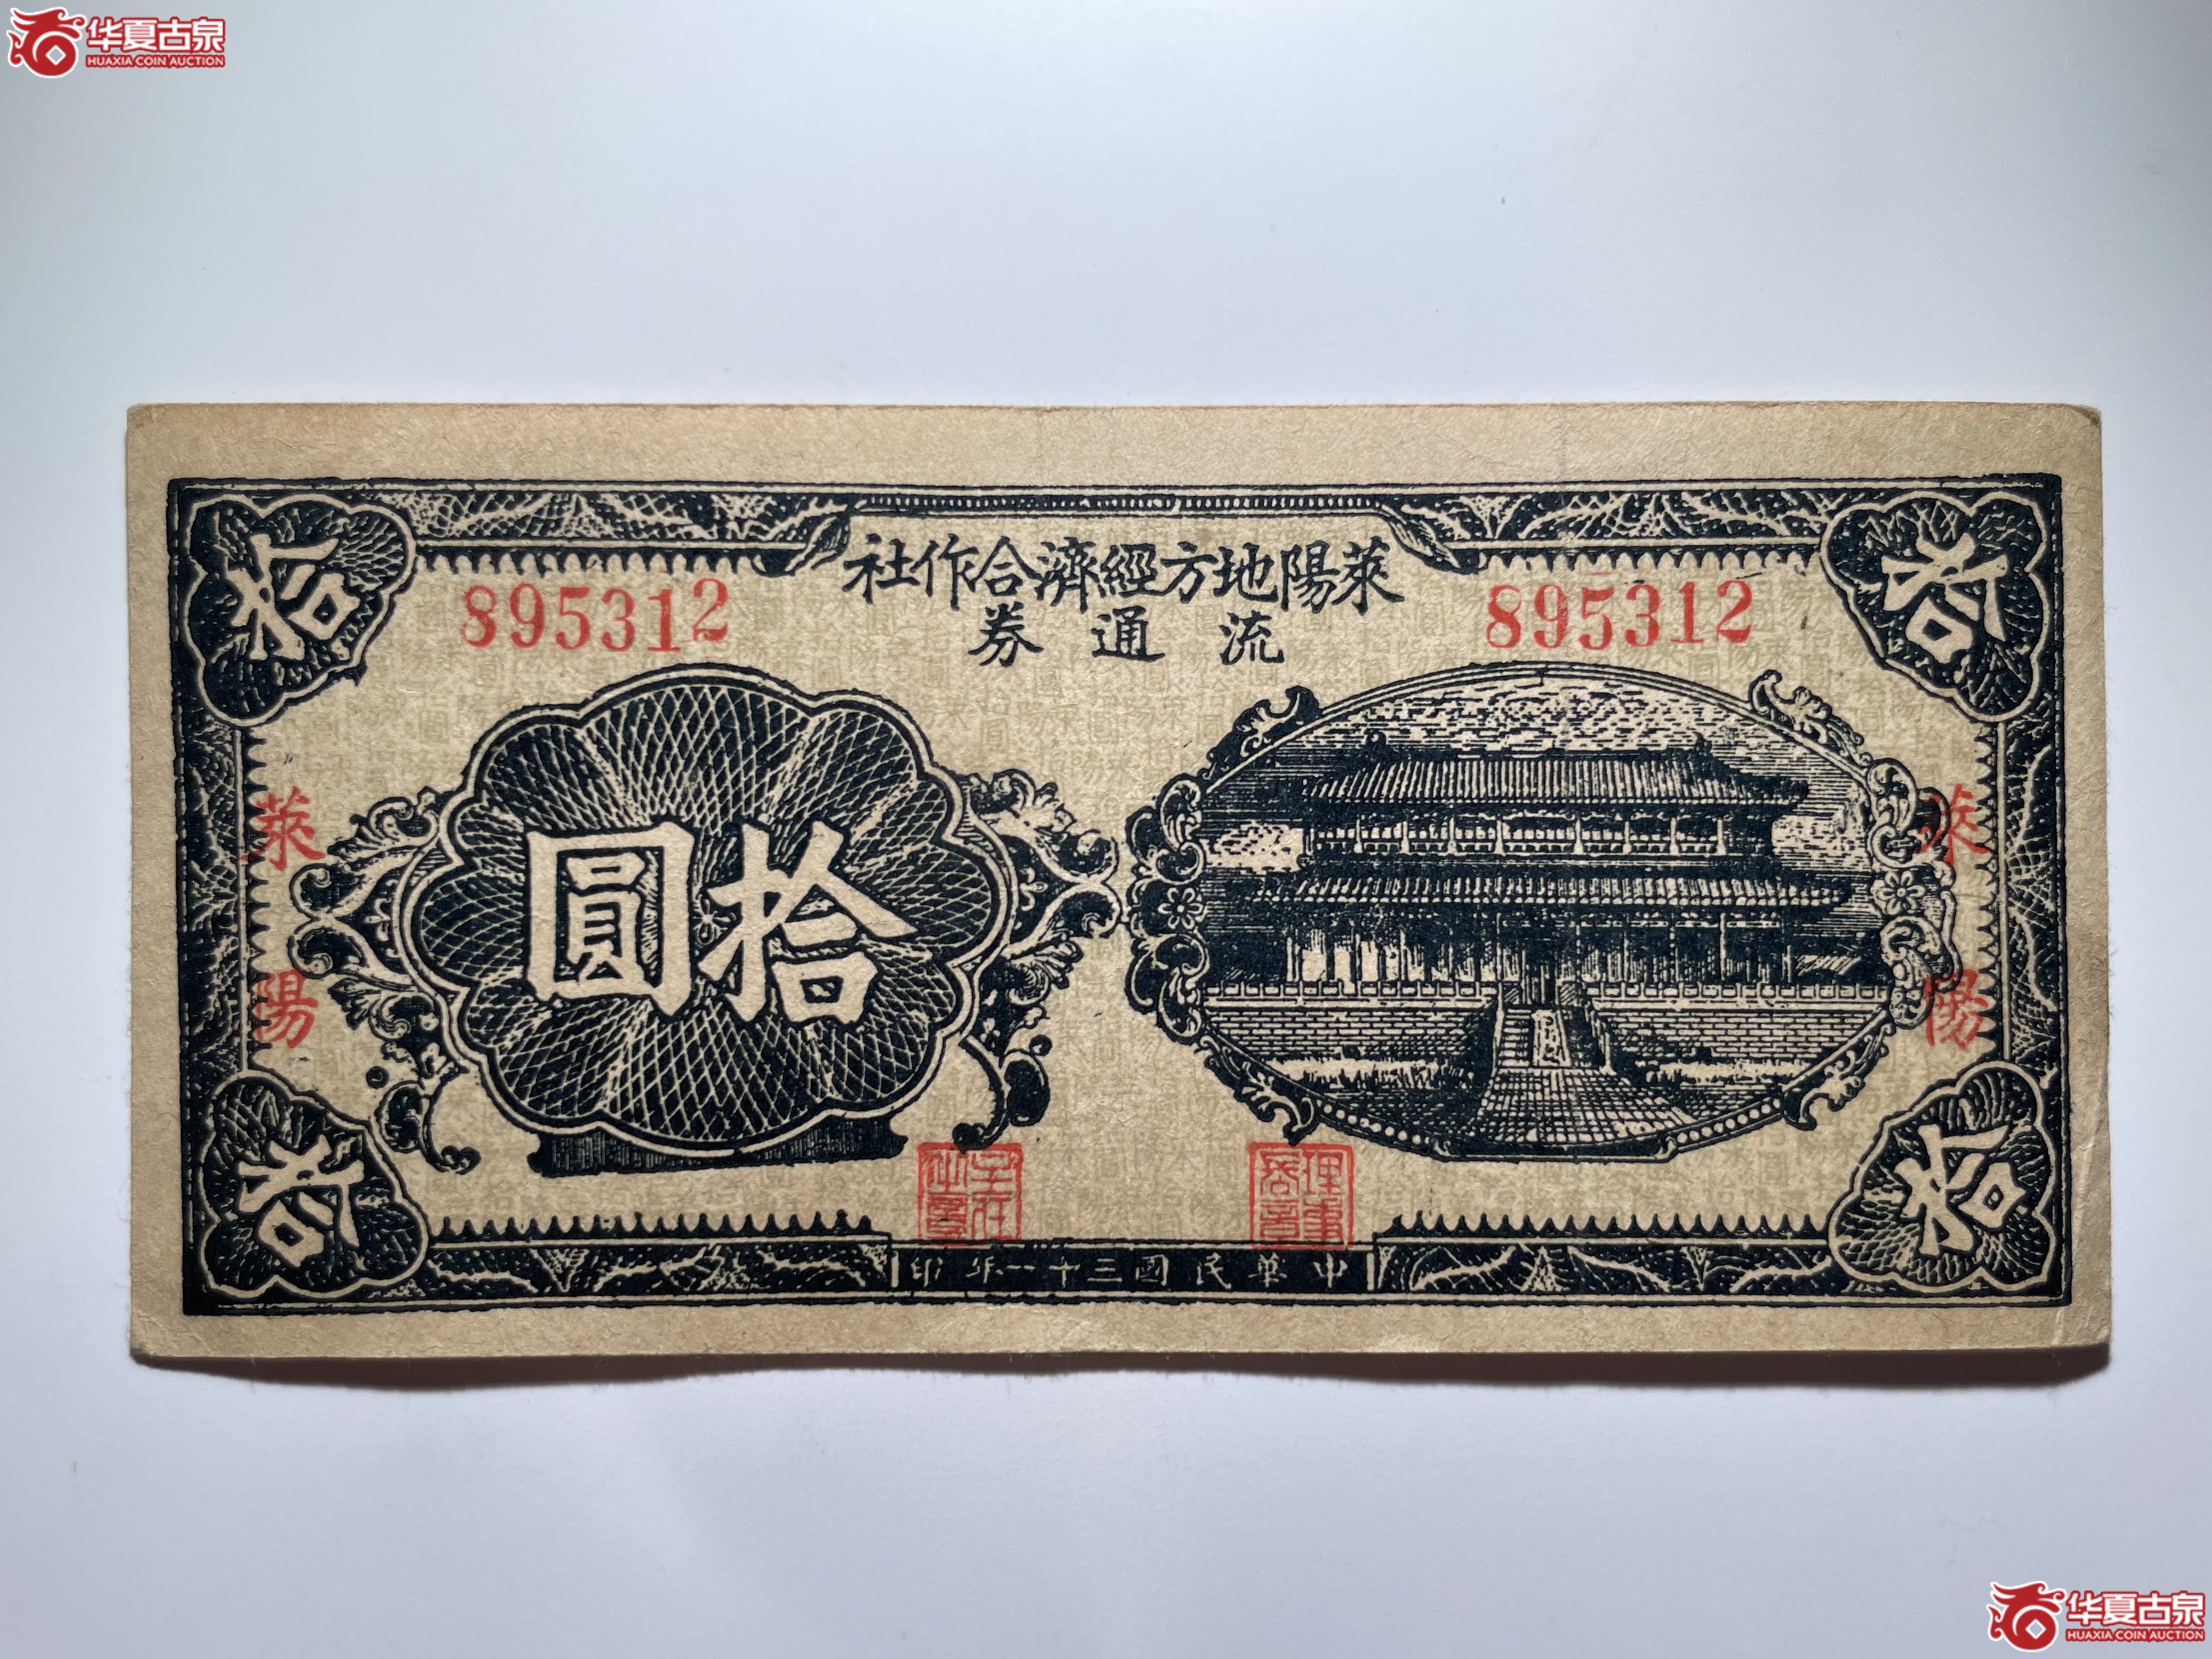 华夏古泉
HUAXIA COIN AUCTION
萊陽地方經濟合作社
流通券
895312
895312
拾
拾
萊陽
萊陽
拾圓
拾
拾
理事
中華民國三十一年印
华夏古泉
HUAXIA COIN AUCTION